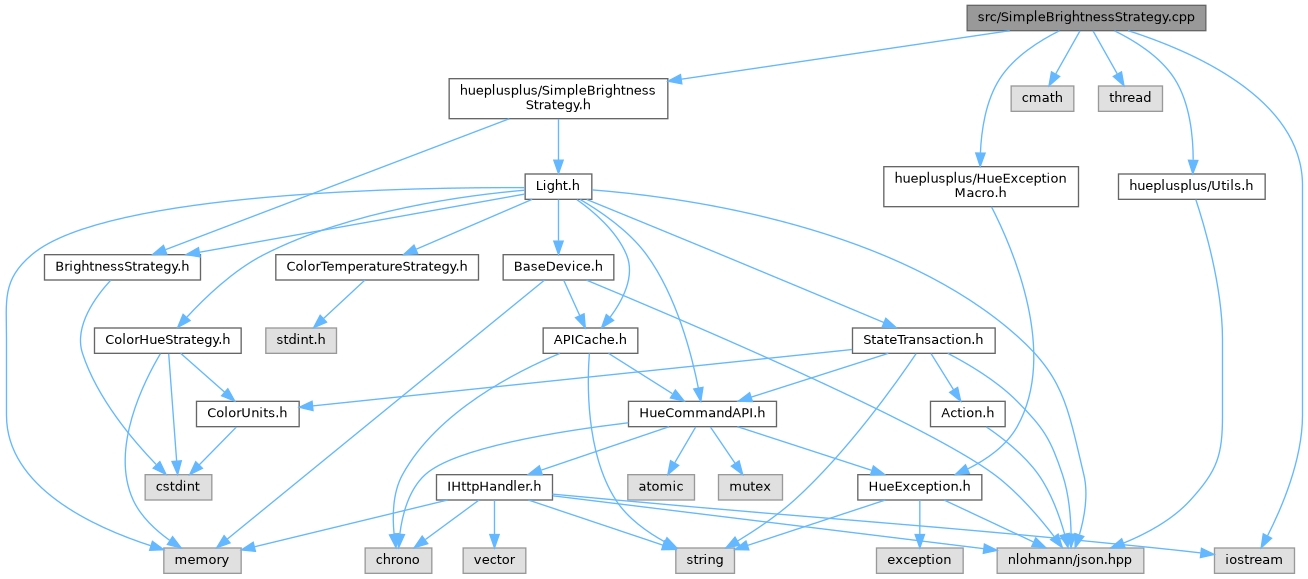 src/SimpleBrightnessStrategy.cpp
hueplusplus/SimpleBrightness
Strategy.h
cmath
thread
Light.h
hueplusplus/HueException
Macro.h
hueplusplus/Utils.h
BrightnessStrategy.h
ColorTemperatureStrategy.h
BaseDevice.h
ColorHueStrategy.h
stdint.h
APICache.h
StateTransaction.h
ColorUnits.h
HueCommandAPI.h
Action.h
cstdint
IHttpHandler.h
atomic
mutex
HueException.h
memory
chrono
vector
string
exception
nlohmann/json.hpp
iostream